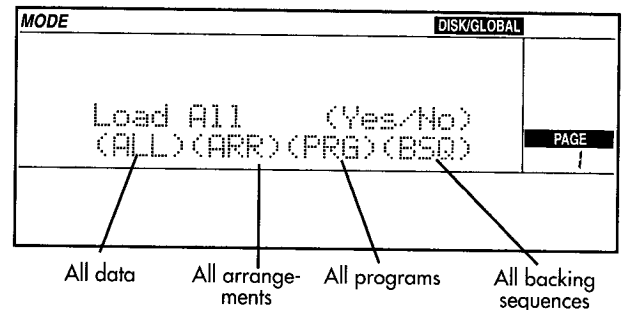 MODE
DISK/GLOBAL
Load All (Yes/No)
(ALL)(ARR)(PRG)(BSQ)
PAGE
1
All data
All arrange-
ments
All programs
All backing
sequences